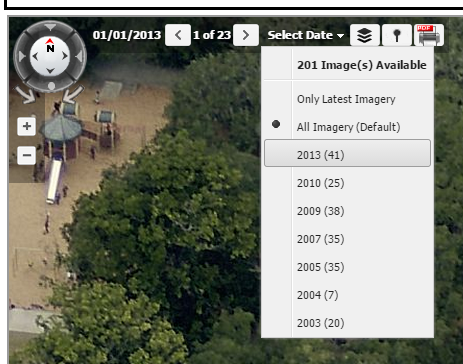 01/01/2013 < 1 of 23 > Select Date PDF
N
201 Image(s) Available
Only Latest Imagery
All Imagery (Default)
+
2013 (41)
−
2010 (25)
2009 (38)
2007 (35)
2005 (35)
2004 (7)
2003 (20)